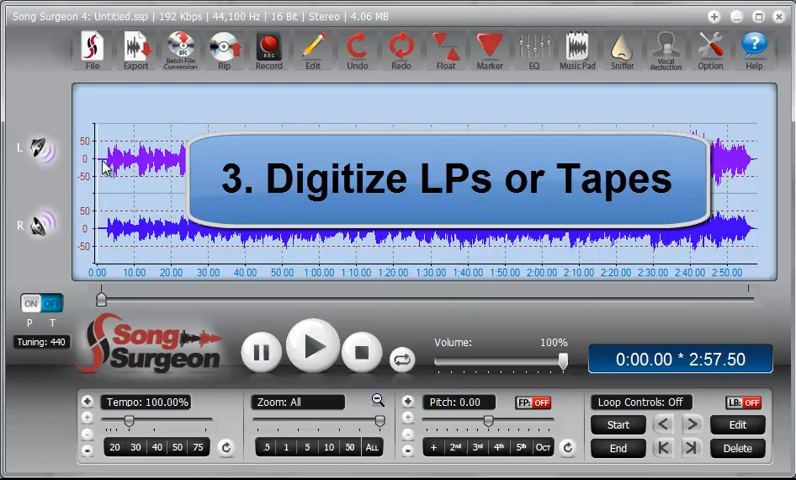 Song Surgeon 4: Untitled.ssp | 192 Kbps | 44,100 Hz | 16 Bit | Stereo | 4.06 MB
File Export Batch File Conversion Rip Record Edit Undo Redo Float Marker EQ Music Pad Sniffer Vocal Reduction Option Help
REC
3. Digitize LPs or Tapes
L
50
0
-50
R
50
0
-50
0.00 10.00 20.00 30.00 40.00 50.00 1:00.00 1:10.00 1:20.00 1:30.00 1:40.00 1:50.00 2:00.00 2:10.00 2:20.00 2:30.00 2:40.00 2:50.00
ON OFF
P T
Tuning: 440
Song Surgeon
Volume: 100%
0:00.00 * 2:57.50
Tempo: 100.00% Zoom: All Pitch: 0.00 FP: OFF Loop Controls: Off LB: OFF
Start Edit
20 30 40 50 75 .5 1 5 10 50 ALL + 2nd 3rd 4th 5th Oct End Delete